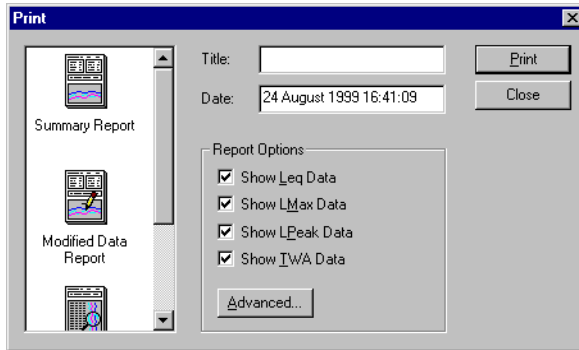 Print
Summary Report
Modified Data
Report
Title:
Date: 24 August 1999 16:41:09
Report Options
Show Leq Data
Show LMax Data
Show LPeak Data
Show TWA Data
Advanced...
Print
Close